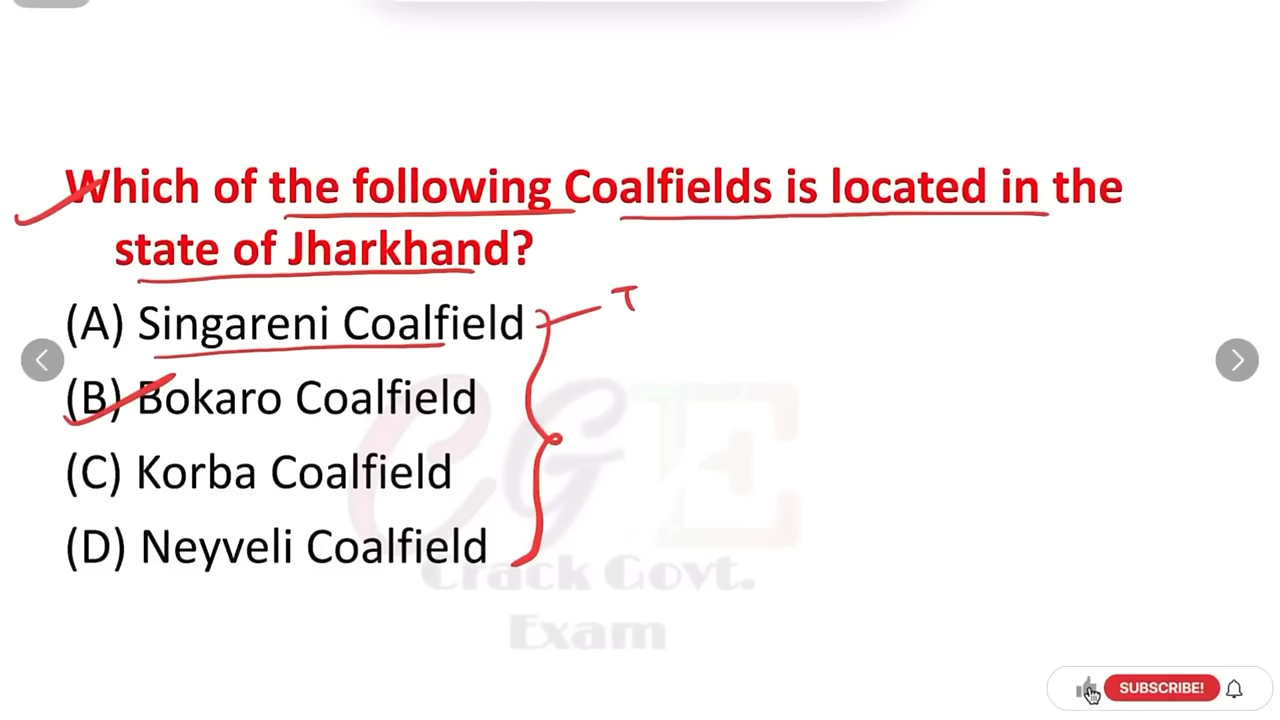 Which of the following Coalfields is located in the
state of Jharkhand?
(A) Singareni Coalfield
T
(B) Bokaro Coalfield
(C) Korba Coalfield
(D) Neyveli Coalfield
CGE
Crack Govt.
Exam
SUBSCRIBE!